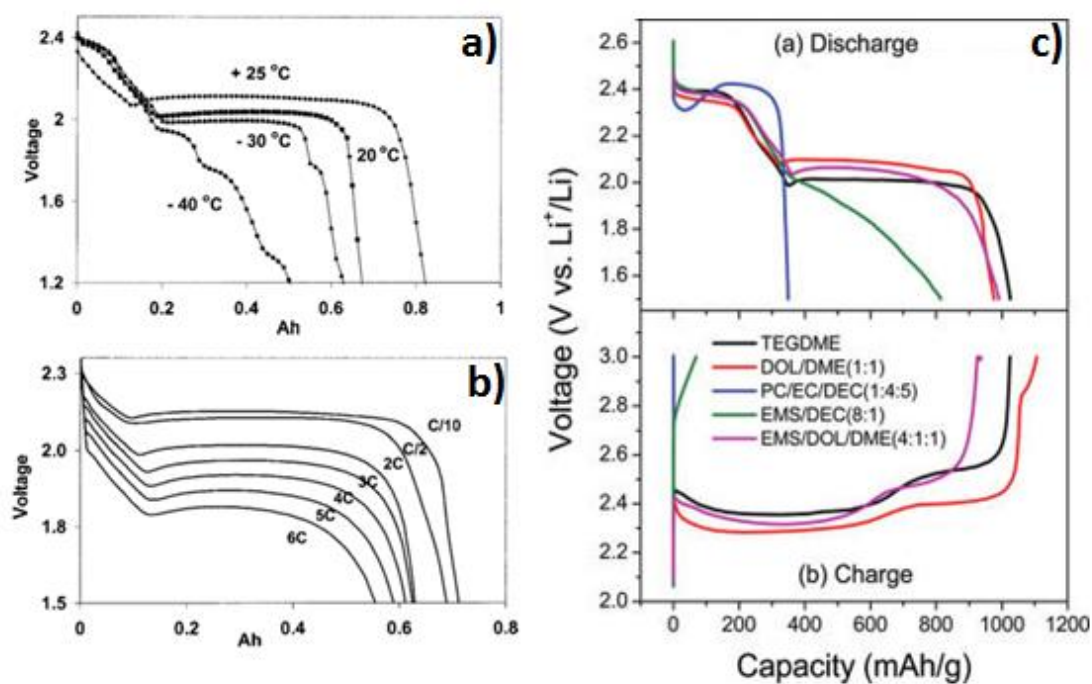 a)
2.4
2
1.6
1.2
Voltage
+ 25 °C
- 30 °C
20 °C
- 40 °C
0
0.2
0.4
0.6
0.8
1
Ah
b)
2.3
2.0
1.8
1.5
Voltage
C/10
C/2
2C
3C
4C
5C
6C
0
0.2
0.4
0.6
0.8
Ah
c)
(a) Discharge
2.6
2.4
2.2
2.0
1.8
1.6
Voltage (V vs. Li+/Li)
TEGDME
DOL/DME(1:1)
PC/EC/DEC(1:4:5)
EMS/DEC(8:1)
EMS/DOL/DME(4:1:1)
3.0
2.8
2.6
2.4
2.2
2.0
(b) Charge
0
200
400
600
800
1000
1200
Capacity (mAh/g)